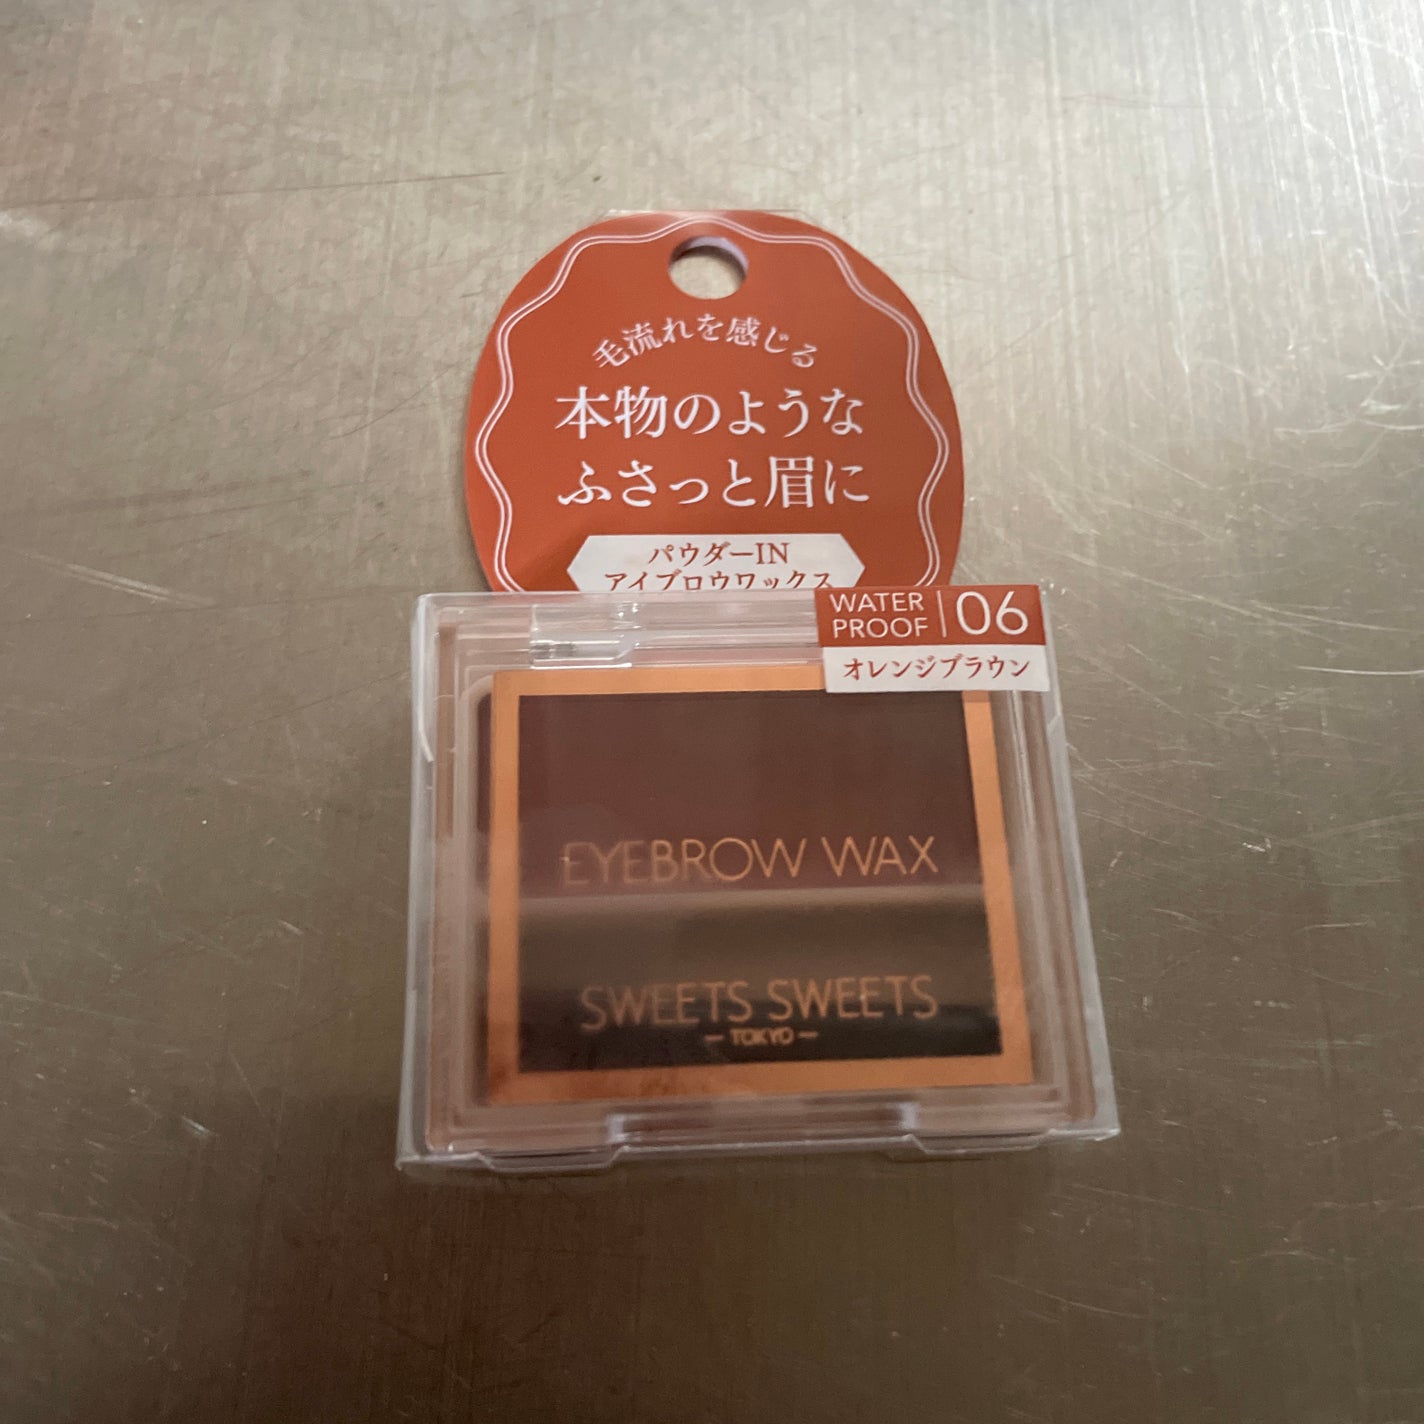 毛流れを感じる
本物のような
ふさっと眉に
パウダーIN
アイブロウワックス
WATER
PROOF
06
オレンジブラウン
EYEBROW WAX
SWEETS SWEETS
— TOKYO —